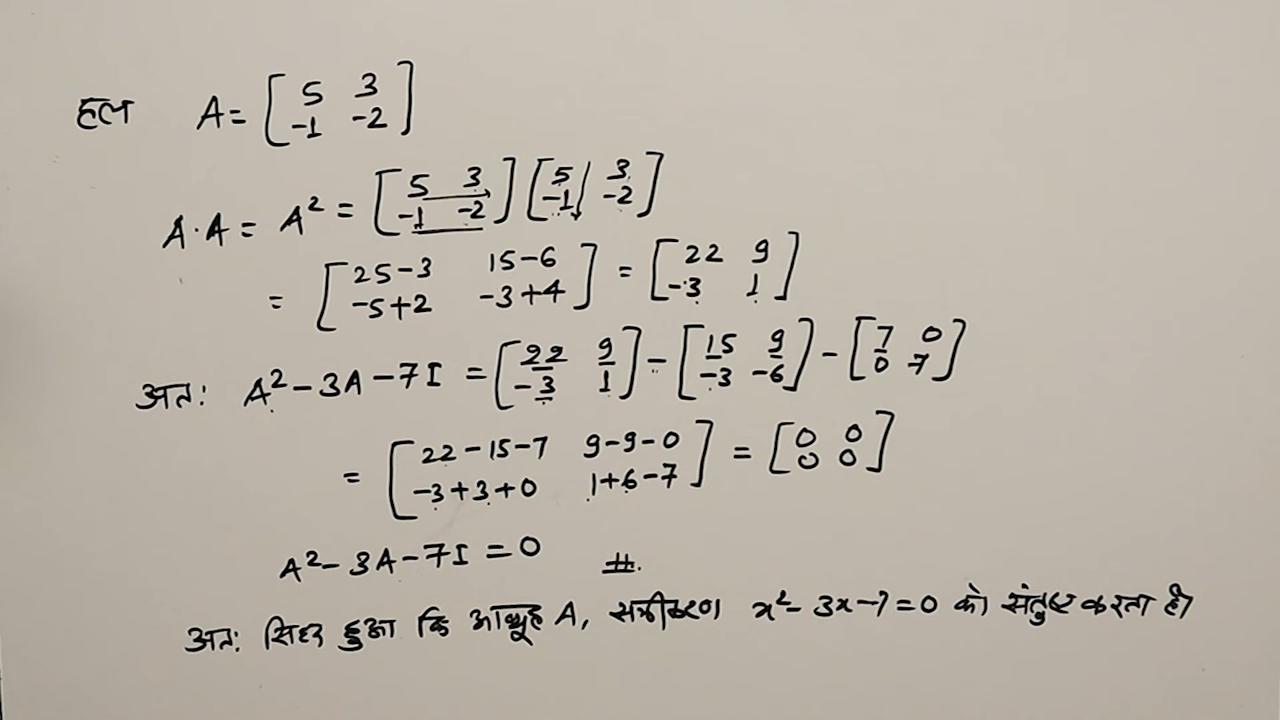 हल A = [ 5 3 ; -1 -2 ]
A·A = A² = [ 5 3 ; -1 -2 ] [ 5 3 ; -1 -2 ]
= [ 25-3 15-6 ; -5+2 -3+4 ] = [ 22 9 ; -3 1 ]
अतः A² - 3A - 7I = [ 22 9 ; -3 1 ] - [ 15 9 ; -3 -6 ] - [ 7 0 ; 0 7 ]
= [ 22-15-7 9-9-0 ; -3+3+0 1+6-7 ] = [ 0 0 ; 0 0 ]
A² - 3A - 7I = 0 #.
अतः सिद्ध हुआ कि आव्यूह A, समीकरण x² - 3x - 7 = 0 को संतुष्ट करता है।